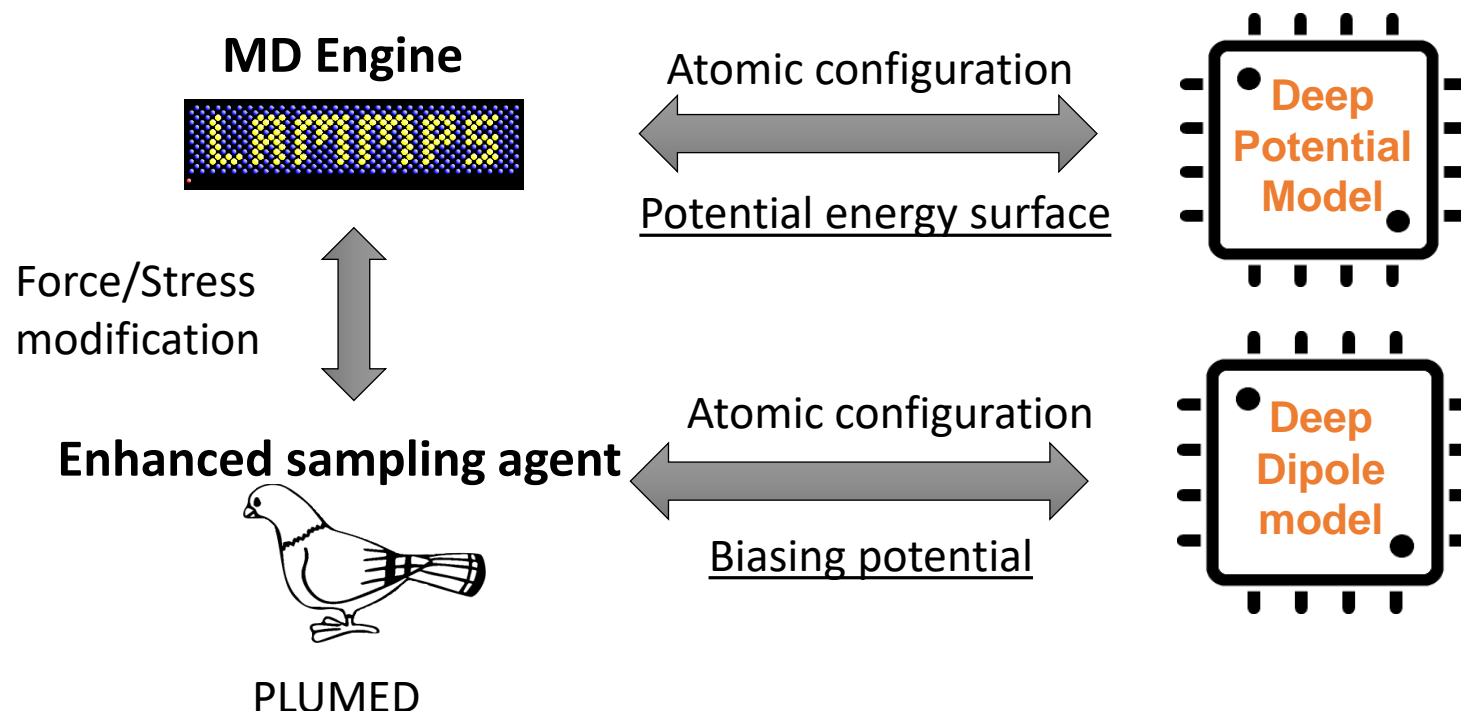 MD Engine
LAMMPS
Atomic configuration
Potential energy surface
Deep
Potential
Model
Force/Stress
modification
Enhanced sampling agent
PLUMED
Atomic configuration
Biasing potential
Deep
Dipole
model